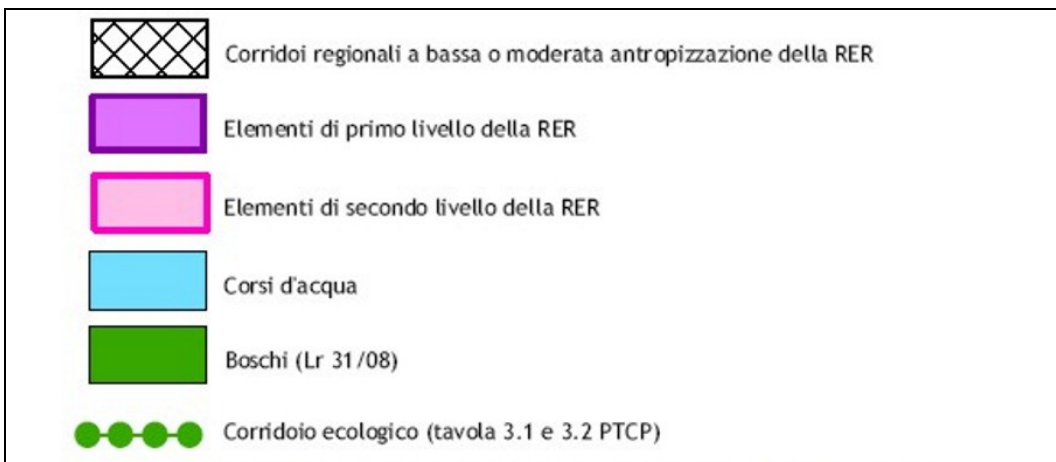 Corridoi regionali a bassa o moderata antropizzazione della RER
Elementi di primo livello della RER
Elementi di secondo livello della RER
Corsi d'acqua
Boschi (Lr 31/08)
Corridoio ecologico (tavola 3.1 e 3.2 PTCP)